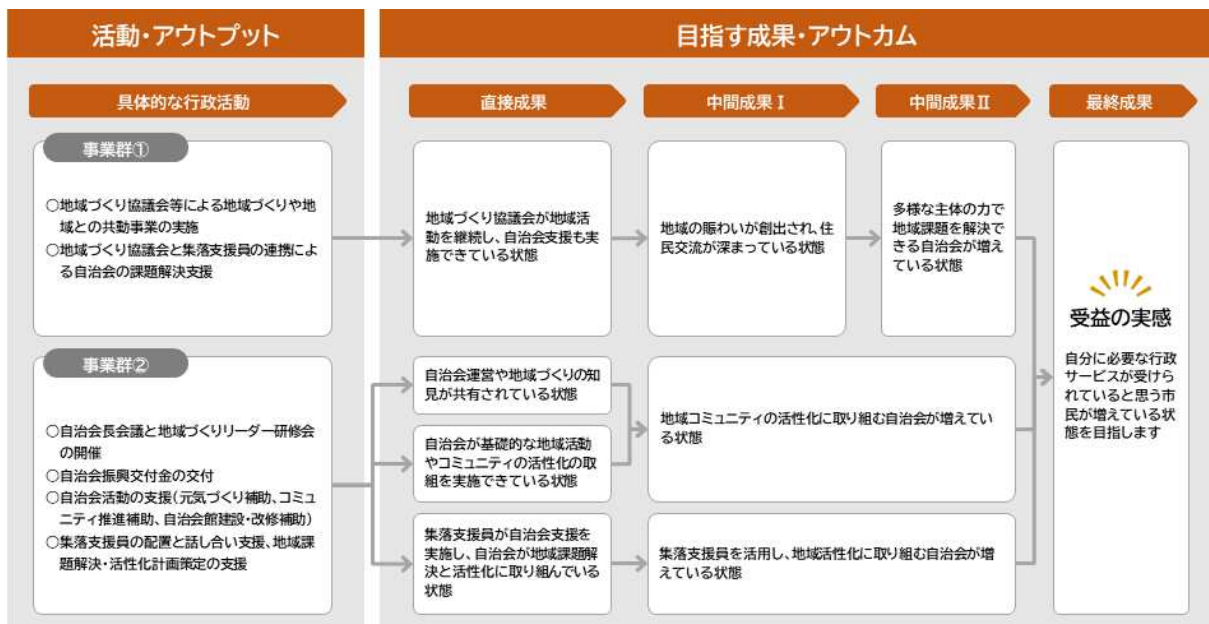 活動・アウトプット
目指す成果・アウトカム
具体的な行政活動
直接成果
中間成果Ⅰ
中間成果Ⅱ
最終成果
事業群①
○地域づくり協議会等による地域づくりや地
域との共動事業の実施
○地域づくり協議会と集落支援員の連携によ
る自治会の課題解決支援
地域づくり協議会が地域活
動を継続し、自治会支援も実
施できている状態
地域の賑わいが創出され、住
民交流が深まっている状態
多様な主体の力で
地域課題を解決で
きる自治会が増え
ている状態
事業群②
○自治会長会議と地域づくりリーダー研修会
の開催
○自治会振興交付金の交付
○自治会活動の支援(元気づくり補助、コミュ
ニティ推進補助、自治会館建設・改修補助)
○集落支援員の配置と話し合い支援、地域課
題解決・活性化計画策定の支援
自治会運営や地域づくりの知
見が共有されている状態
自治会が基礎的な地域活動
やコミュニティの活性化の取
組を実施できている状態
集落支援員が自治会支援を
実施し、自治会が地域課題解
決と活性化に取り組んでいる
状態
地域コミュニティの活性化に取り組む自治会が増えてい
る状態
集落支援員を活用し、地域活性化に取り組む自治会が増
えている状態
受益の実感
自分に必要な行政
サービスが受けら
れていると思う市
民が増えている状
態を目指します